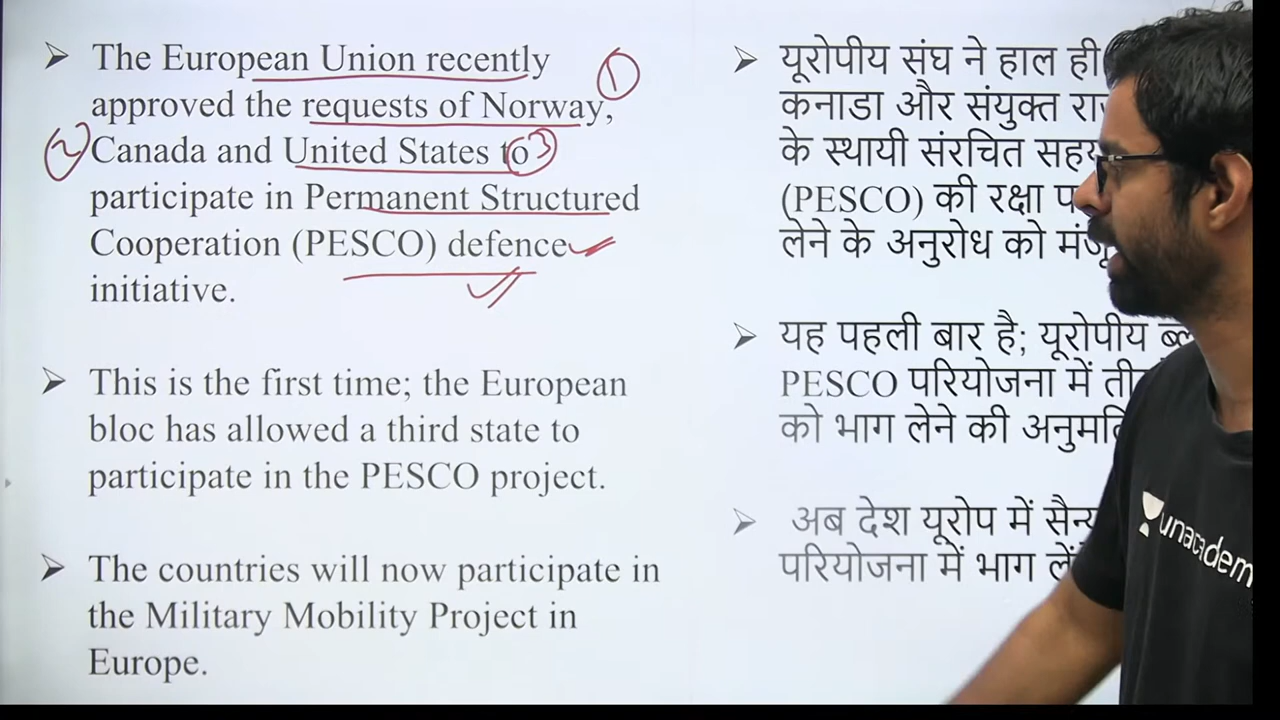 ➤ The European Union recently
approved the requests of Norway,
Canada and United States to
participate in Permanent Structured
Cooperation (PESCO) defence
initiative.
➤ This is the first time; the European
bloc has allowed a third state to
participate in the PESCO project.
➤ The countries will now participate in
the Military Mobility Project in
Europe.
1
2
3
➤ यूरोपीय संघ ने हाल ही
कनाडा और संयुक्त
के स्थायी संरचित
(PESCO) की रक्षा
लेने के अनुरोध को
➤ यह पहली बार है; यूरोपीय
PESCO परियोजना में
को भाग लेने की
➤ अब देश यूरोप में
परियोजना में भाग
unacadem